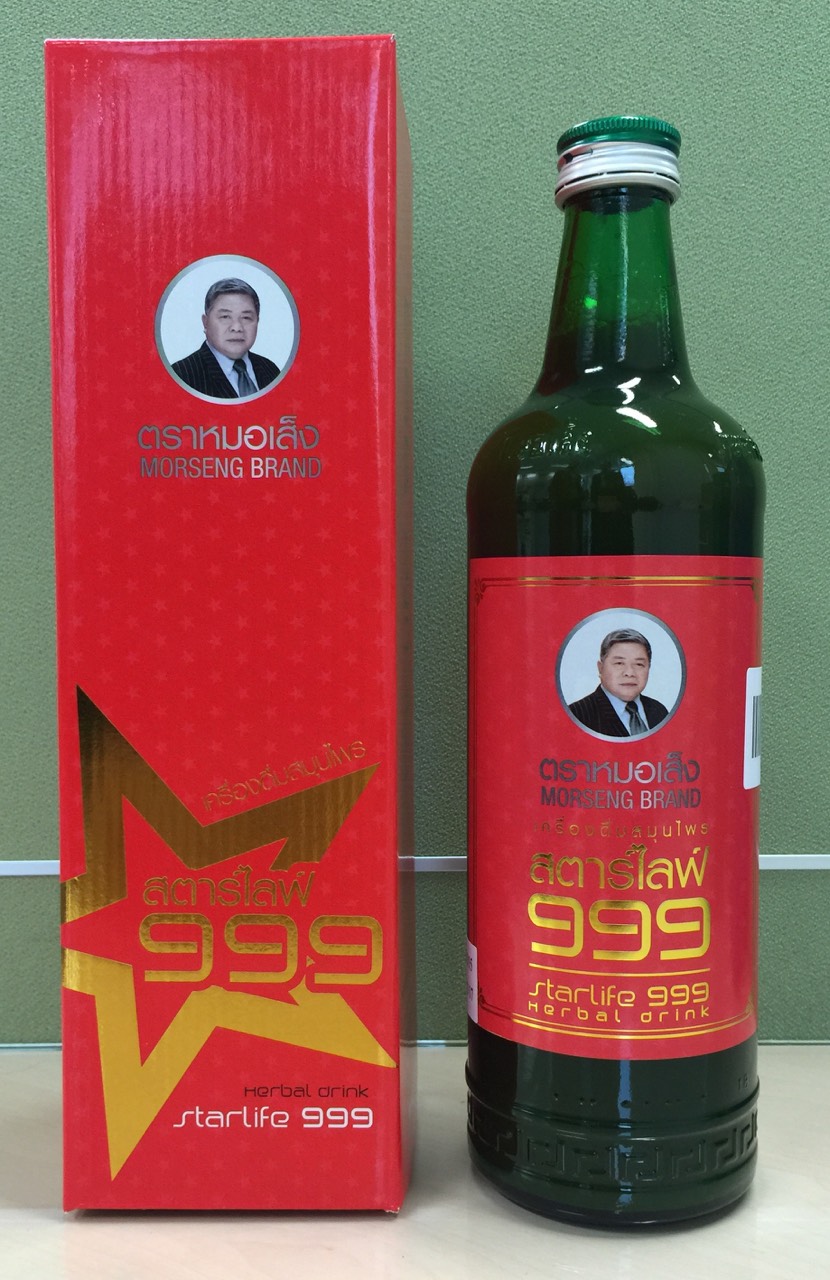 ตราหมอเส็ง
MORSENG BRAND
เครื่องดื่มสมุนไพร
สตาร์ไลฟ์
999
Herbal drink
starlife 999
ตราหมอเส็ง
MORSENG BRAND
เครื่องดื่มสมุนไพร
สตาร์ไลฟ์
999
starlife 999
Herbal drink